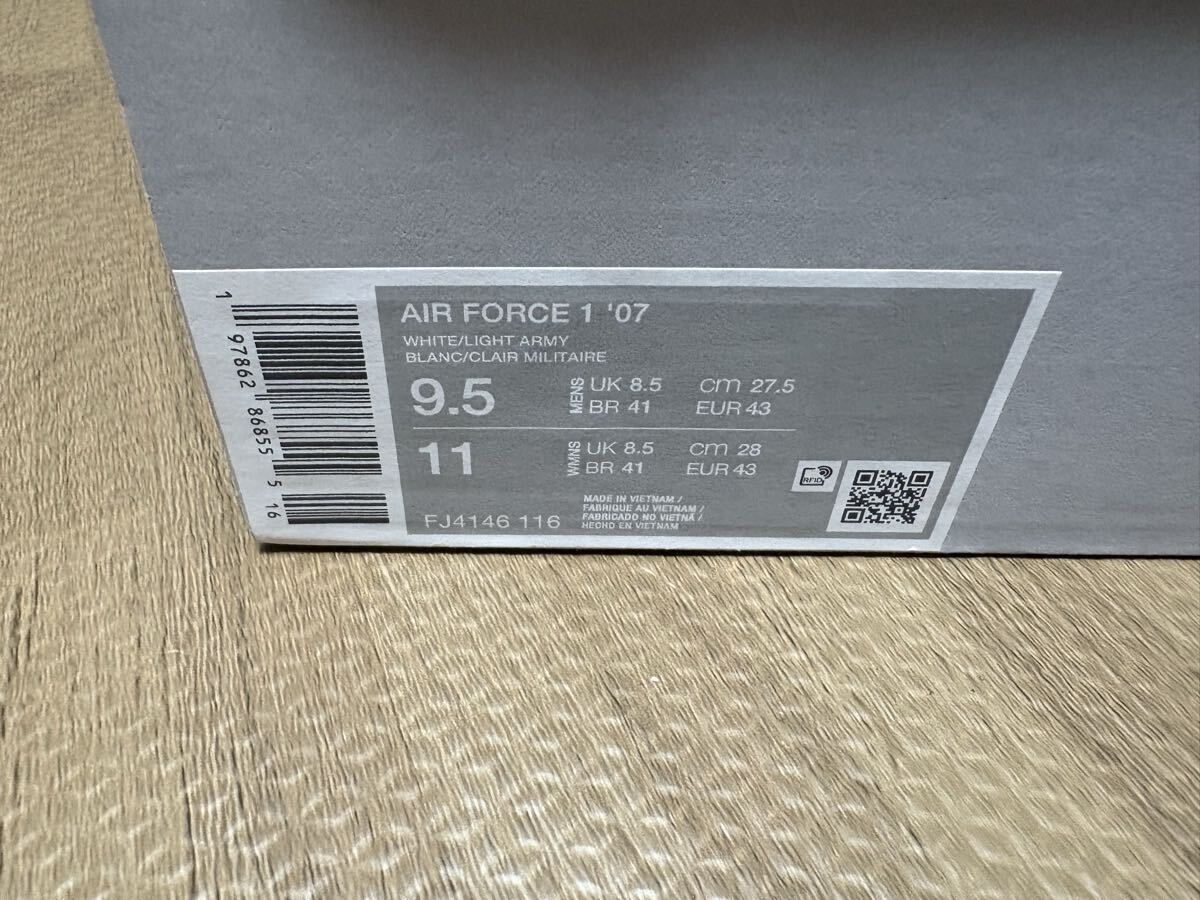 AIR FORCE 1 '07
WHITE/LIGHT ARMY
BLANC/CLAIR MILITAIRE
9.5 MENS UK 8.5 cm 27.5
BR 41 EUR 43
11 WMNS UK 8.5 cm 28
BR 41 EUR 43
FJ4146 116
MADE IN VIETNAM /
FABRIQUE AU VIETNAM /
FABRICADO NO VIETNÃ /
HECHO EN VIETNAM
RFID
1 97862 86855 5 16